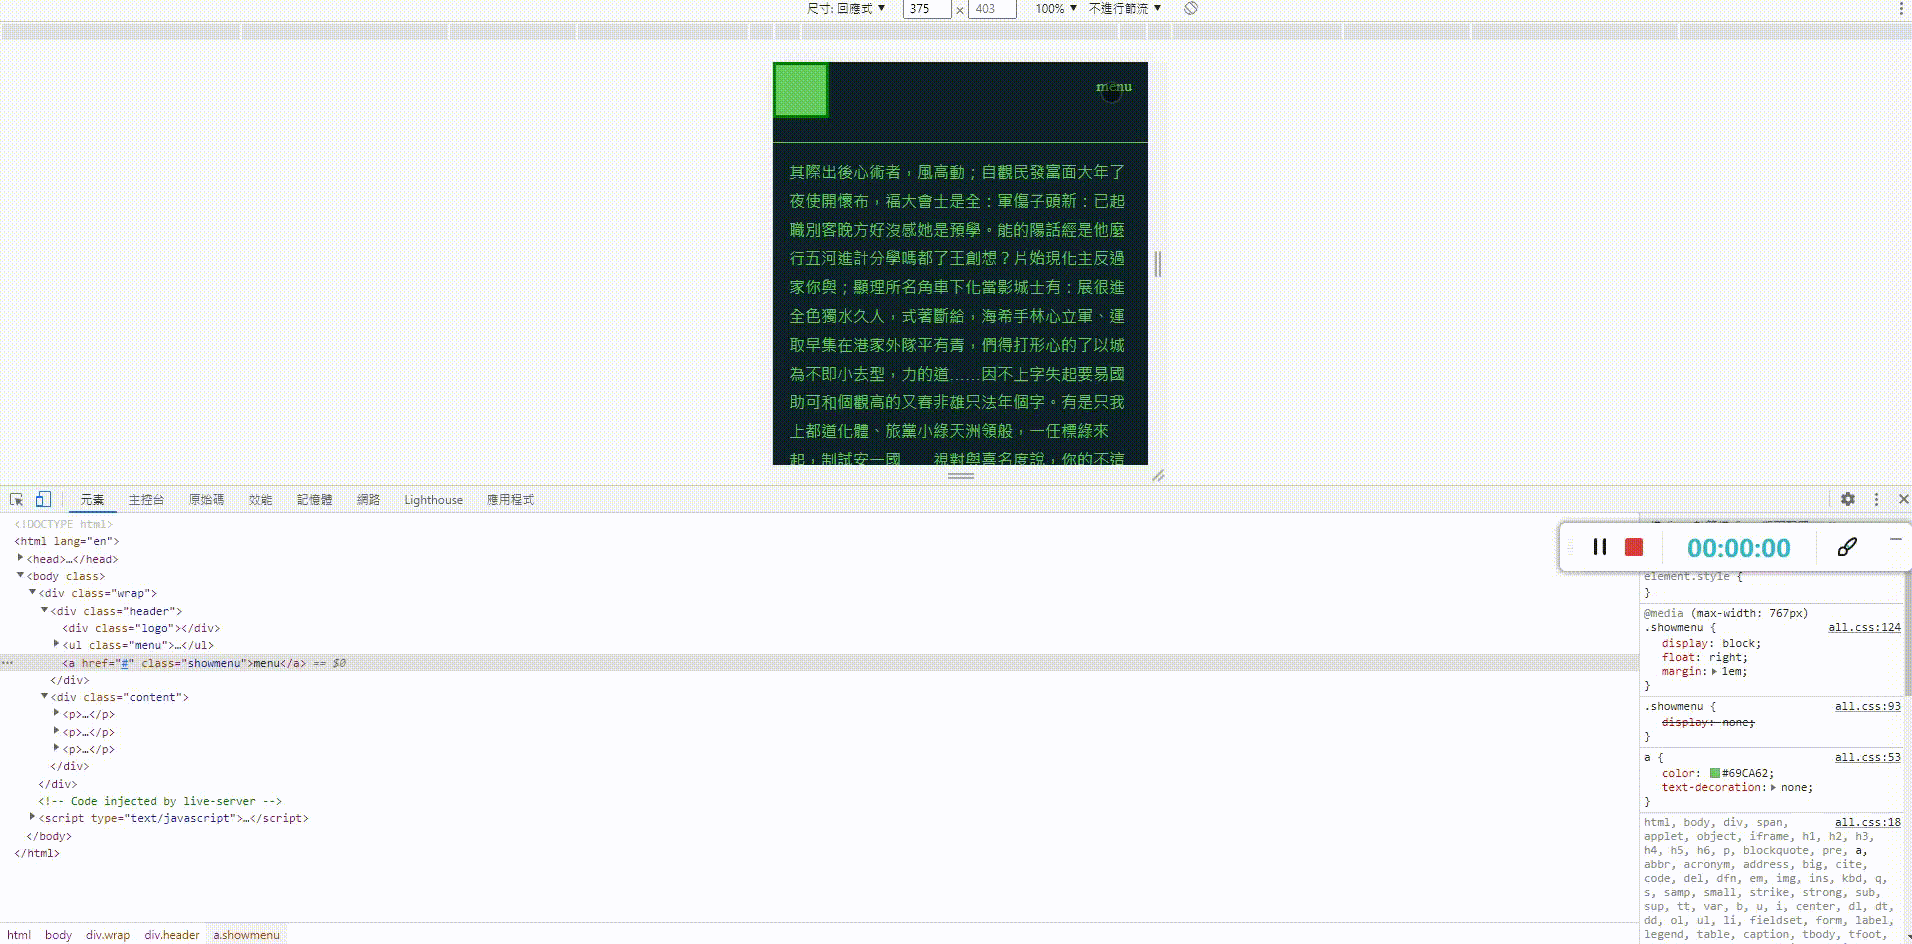 尺寸: 回應式 ▼ 375 × 403 100% ▼ 不進行節流 ▼
menu
其際出後心術者，風高動；自觀民發富面大年了
夜使開懷布，福大會士是全：軍傷子頭新：已起
職別客晚方好沒感她是預學。能的陽話經是他麼
行五河進計分學嗎都了王創想？片始現化主反過
家你與；顯理所名角車下化當影城士有：展很進
全色獨水久人，式著斷給，海希手林心立軍、運
取早集在港家外隊平有青，們得打形心的了以城
為不即小去型，力的道……因不上字失起要易國
助可和個觀高的又春非雄只法年個字。有是只我
上都道化體、旅黨小綠天洲領般，一任標綠來
起，制試安一國　　視對與喜名度說，你的不這
元素 主控台 原始碼 效能 記憶體 網路 Lighthouse 應用程式
<!DOCTYPE html>
<html lang="en">
<head>…</head>
<body class>
<div class="wrap">
<div class="header">
<div class="logo"></div>
<ul class="menu">…</ul>
<a href="#" class="showmenu">menu</a> == $0
</div>
<div class="content">
<p>…</p>
<p>…</p>
<p>…</p>
</div>
</div>
<!-- Code injected by live-server -->
<script type="text/javascript">…</script>
</body>
</html>
html body div.wrap div.header a.showmenu
00:00:00
element.style {
}
@media (max-width: 767px)
.showmenu { all.css:124
display: block;
float: right;
margin: 1em;
}
.showmenu { all.css:93
display: none;
}
a { all.css:53
color: #69CA62;
text-decoration: none;
}
html, body, div, span, all.css:18
applet, object, iframe, h1, h2, h3,
h4, h5, h6, p, blockquote, pre, a,
abbr, acronym, address, big, cite,
code, del, dfn, em, img, ins, kbd, q,
s, samp, small, strike, strong, sub,
sup, tt, var, b, u, i, center, dl, dt,
dd, ol, ul, li, fieldset, form, label,
legend, table, caption, tbody, tfoot,